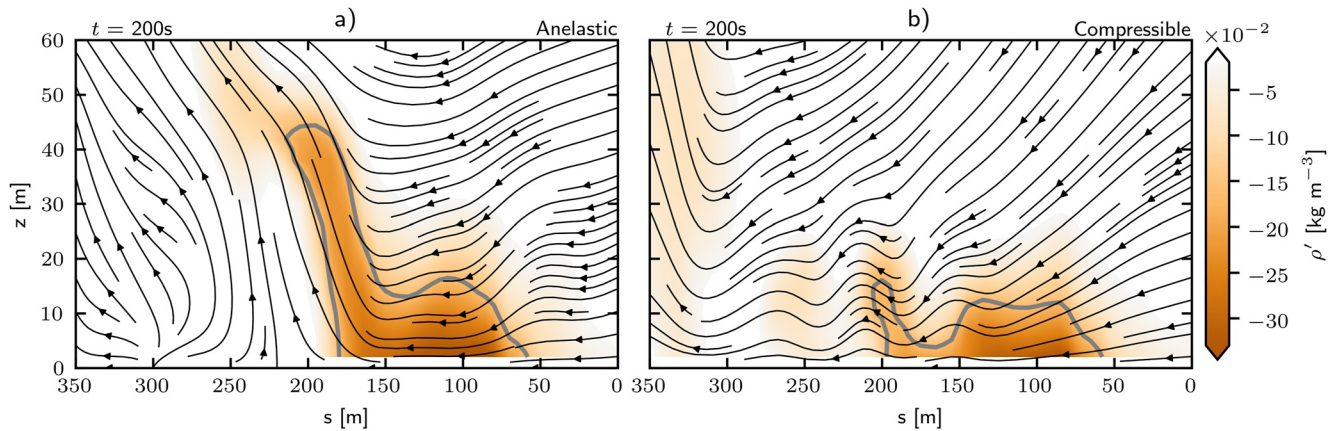 a)
t = 200s
Anelastic
60
50
40
30
20
10
0
z [m]
350 300 250 200 150 100 50 0
s [m]
b)
t = 200s
Compressible
350 300 250 200 150 100 50 0
s [m]
×10⁻²
−5
−10
−15
−20
−25
−30
ρ′ [kg m⁻³]